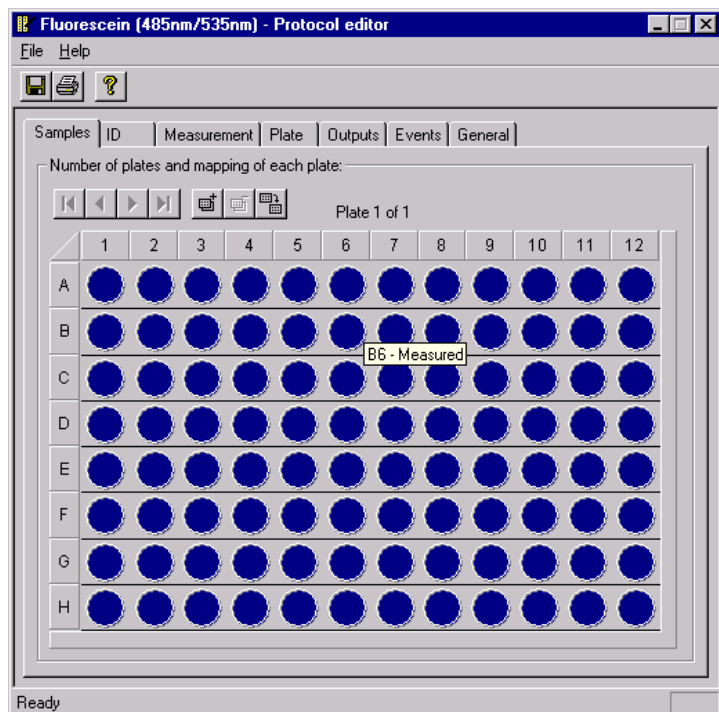 Fluorescein (485nm/535nm) - Protocol editor
File Help
Samples ID Measurement Plate Outputs Events General
Number of plates and mapping of each plate:
Plate 1 of 1
1 2 3 4 5 6 7 8 9 10 11 12
A
B
B6 - Measured
C
D
E
F
G
H
Ready